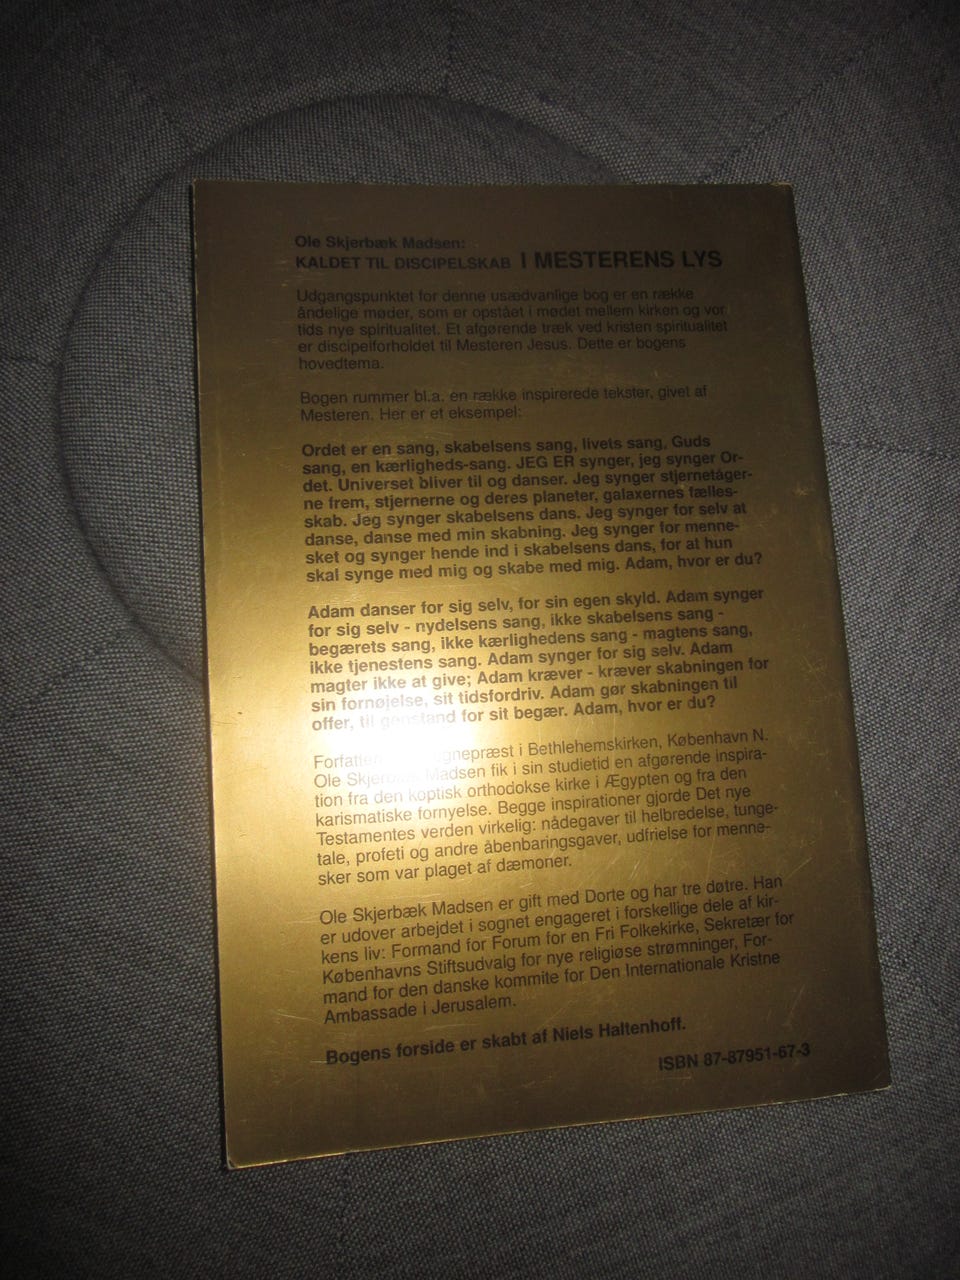 Ole Skjerbæk Madsen:
KALDET TIL DISCIPELSKAB I MESTERENS LYS
Udgangspunktet for denne usædvanlige bog er en række
åndelige møder, som er opstået i mødet mellem kirken og vor
tids nye spiritualitet. Et afgørende træk ved kristen spiritualitet
er discipelforholdet til Mesteren Jesus. Dette er bogens
hovedtema.
Bogen rummer bl.a. en række inspirerede tekster, givet af
Mesteren. Her er et eksempel:
Ordet er en sang, skabelsens sang, livets sang, Guds
sang, en kærligheds-sang. JEG ER synger, jeg synger Or-
det. Universet bliver til og danser. Jeg synger stjernetåger-
ne frem, stjernerne og deres planeter, galaxernes fælles-
skab. Jeg synger skabelsens dans. Jeg synger for selv at
danse, danse med min skabning. Jeg synger for menne-
sket og synger hende ind i skabelsens dans, for at hun
skal synge med mig og skabe med mig. Adam, hvor er du?
Adam danser for sig selv, for sin egen skyld. Adam synger
for sig selv - nydelsens sang, ikke skabelsens sang -
begærets sang, ikke kærlighedens sang - magtens sang,
ikke tjenestens sang. Adam synger for sig selv. Adam
magter ikke at give; Adam kræver - kræver skabningen for
sin fornøjelse, sit tidsfordriv. Adam gør skabningen til
offer, til genstand for sit begær. Adam, hvor er du?
i Bethlehemskirken, København N.
Ole Skjerbæk Madsen fik i sin studietid en afgørende inspira-
tion fra den koptisk orthodokse kirke i Ægypten og fra den
karismatiske fornyelse. Begge inspirationer gjorde Det nye
Testamentes verden virkelig: nådegaver til helbredelse, tunge-
tale, profeti og andre åbenbaringsgaver, udfrielse for menne-
sker som var plaget af dæmoner.
Ole Skjerbæk Madsen er gift med Dorte og har tre døtre. Han
er udover arbejdet i sognet engageret i forskellige dele af kir-
kens liv: Formand for Forum for en Fri Folkekirke, Sekretær for
Københavns Stiftsudvalg for nye religiøse strømninger, For-
mand for den danske kommite for Den Internationale Kristne
Ambassade i Jerusalem.
Bogens forside er skabt af Niels Haltenhoff.
ISBN 87-87951-67-3